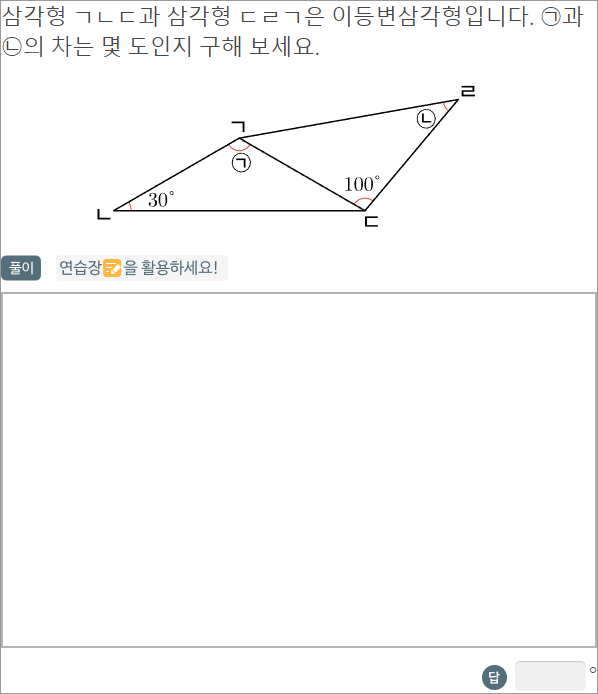 삼각형 ㄱㄴㄷ과 삼각형 ㄷㄹㄱ은 이등변삼각형입니다. ㉠과
㉡의 차는 몇 도인지 구해 보세요.
ㄹ
ㄱ
㉡
㉠
100°
30°
ㄴ
ㄷ
풀이 연습장을 활용하세요!
답 °